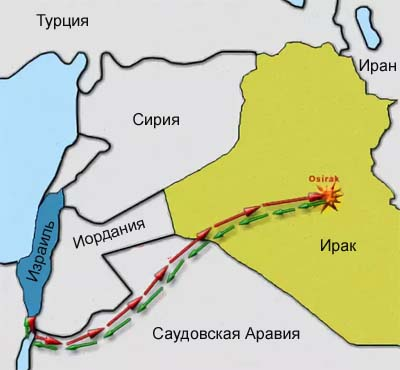 Турция
Иран
Сирия
Osirak
Иордания
Израиль
Ирак
Саудовская Аравия